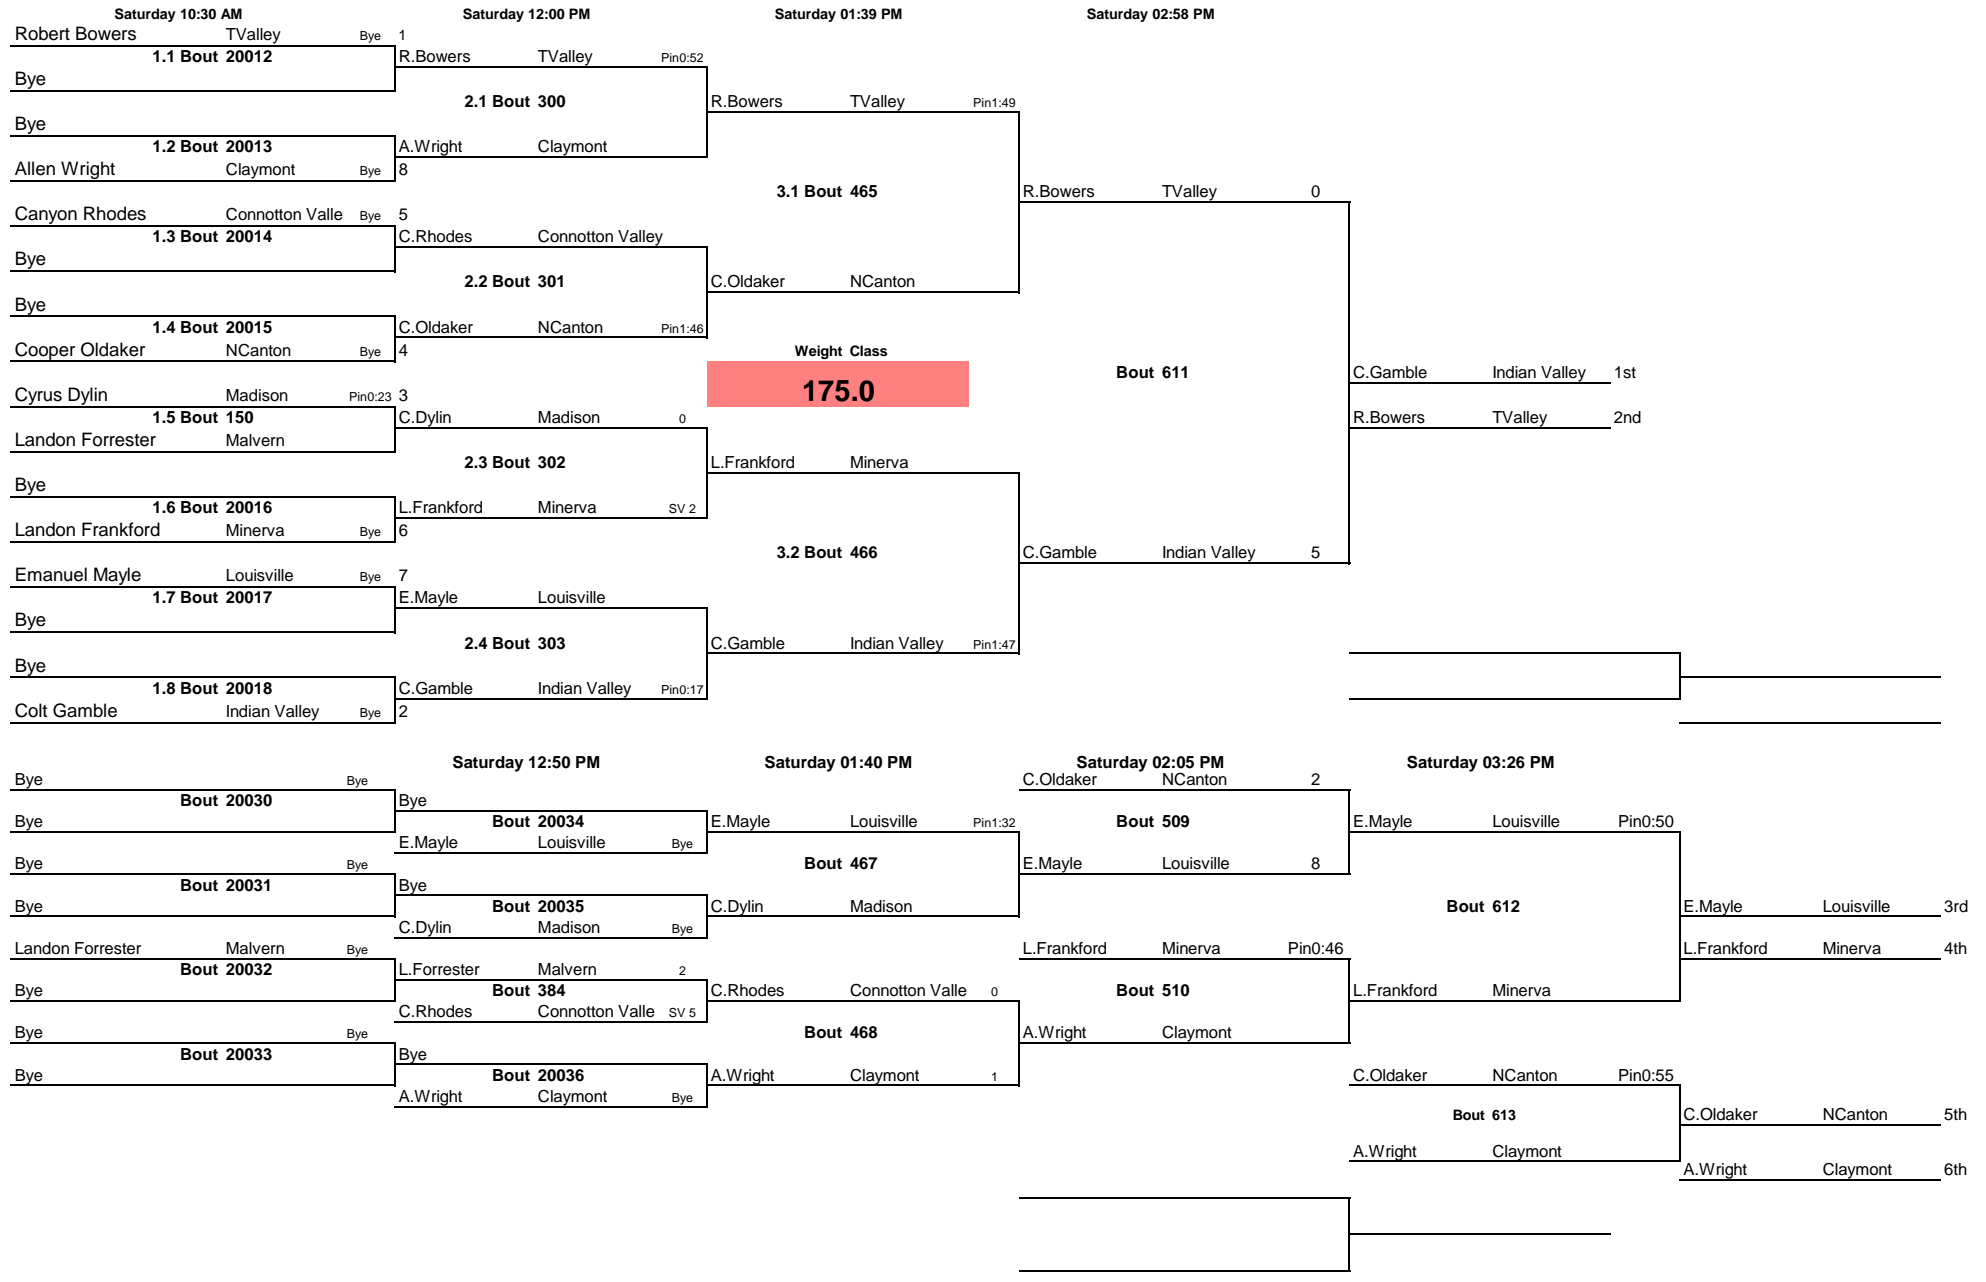 Saturday 10:30 AM Saturday 12:00 PM Saturday 01:39 PM Saturday 02:58 PM
Robert Bowers TValley Bye 1
1.1 Bout 20012 R.Bowers TValley Pin0:52
Bye
2.1 Bout 300 R.Bowers TValley Pin1:49
Bye
1.2 Bout 20013 A.Wright Claymont
Allen Wright Claymont Bye 8
3.1 Bout 465 R.Bowers TValley 0
Canyon Rhodes Connotton Valle Bye 5
1.3 Bout 20014 C.Rhodes Connotton Valley
Bye
2.2 Bout 301 C.Oldaker NCanton
Bye
1.4 Bout 20015 C.Oldaker NCanton Pin1:46
Cooper Oldaker NCanton Bye 4 Weight Class
Bout 611 C.Gamble Indian Valley 1st
Cyrus Dylin Madison Pin0:23 3 175.0
1.5 Bout 150 C.Dylin Madison 0 R.Bowers TValley 2nd
Landon Forrester Malvern
2.3 Bout 302 L.Frankford Minerva
Bye
1.6 Bout 20016 L.Frankford Minerva SV 2
Landon Frankford Minerva Bye 6
3.2 Bout 466 C.Gamble Indian Valley 5
Emanuel Mayle Louisville Bye 7
1.7 Bout 20017 E.Mayle Louisville
Bye
2.4 Bout 303 C.Gamble Indian Valley Pin1:47
Bye
1.8 Bout 20018 C.Gamble Indian Valley Pin0:17
Colt Gamble Indian Valley Bye 2
Saturday 12:50 PM Saturday 01:40 PM Saturday 02:05 PM Saturday 03:26 PM
Bye Bye C.Oldaker NCanton 2
Bout 20030 Bye
Bye Bout 20034 E.Mayle Louisville Pin1:32 Bout 509 E.Mayle Louisville Pin0:50
E.Mayle Louisville Bye
Bye Bye Bout 467 E.Mayle Louisville 8
Bout 20031 Bye
Bye Bout 20035 C.Dylin Madison Bout 612 E.Mayle Louisville 3rd
C.Dylin Madison Bye
Landon Forrester Malvern Bye L.Frankford Minerva Pin0:46 L.Frankford Minerva 4th
Bout 20032 L.Forrester Malvern 2
Bye Bout 384 C.Rhodes Connotton Valle 0 Bout 510 L.Frankford Minerva
C.Rhodes Connotton Valle SV 5
Bye Bye Bout 468 A.Wright Claymont
Bout 20033 Bye
Bye Bout 20036 A.Wright Claymont 1 C.Oldaker NCanton Pin0:55
A.Wright Claymont Bye
Bout 613 C.Oldaker NCanton 5th
A.Wright Claymont
A.Wright Claymont 6th